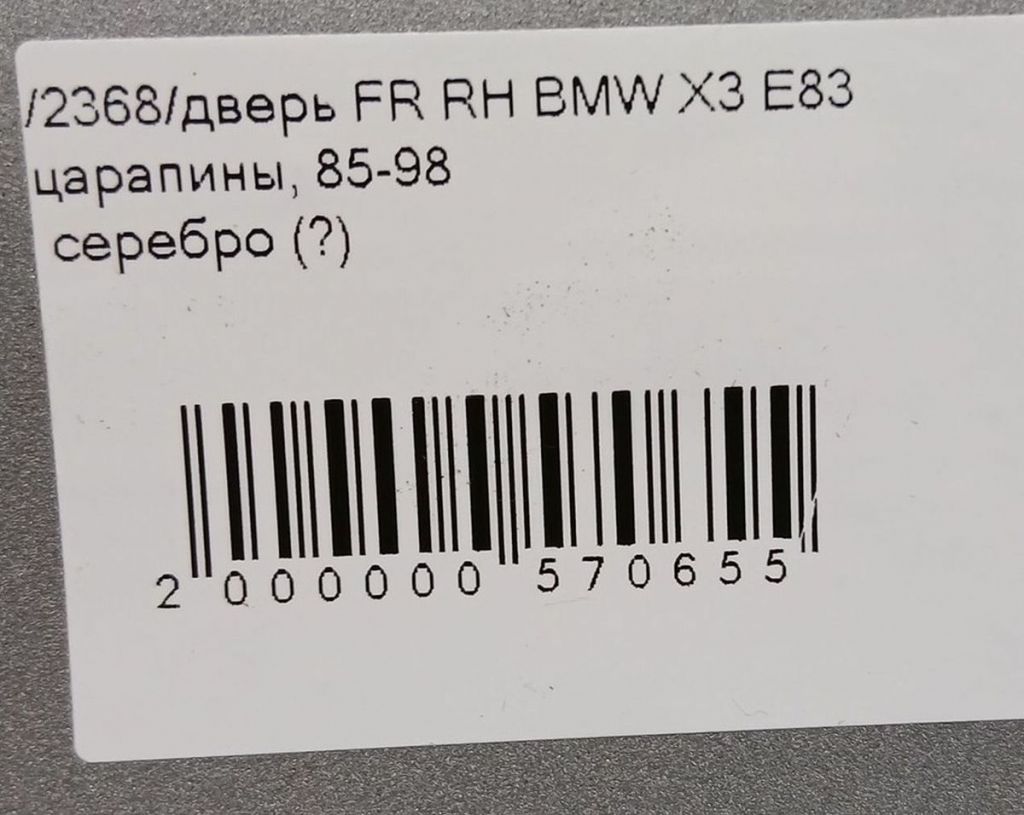 /2368/дверь FR RH BMW X3 E83
царапины, 85-98
серебро (?)
2 000000 570655